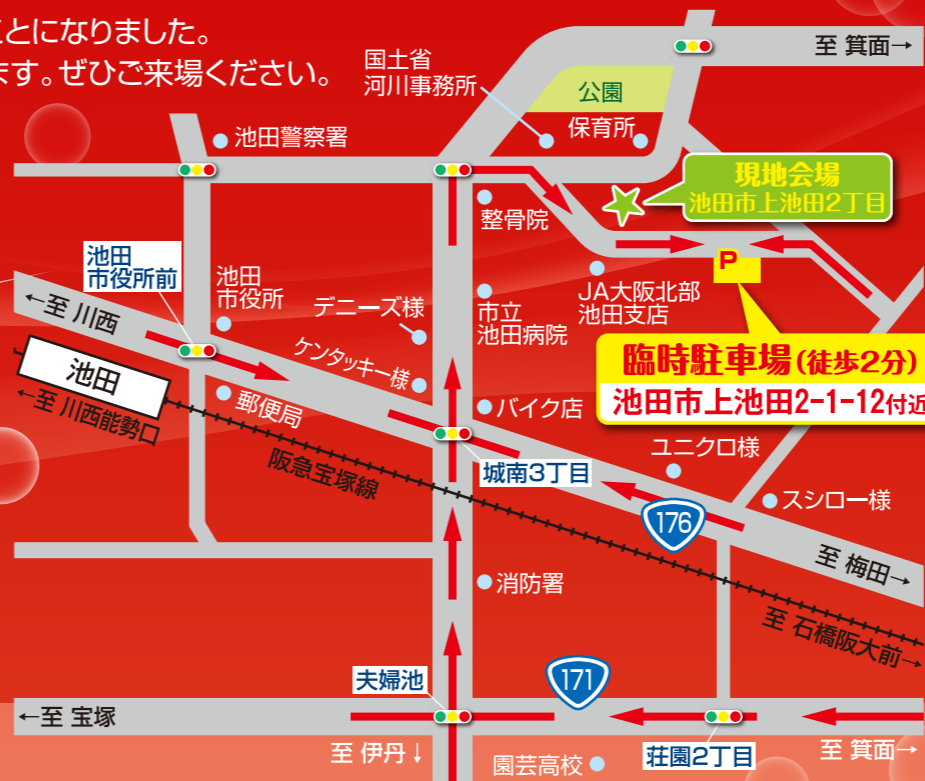 ことになりました。
ます。ぜひご来場ください。
国土省
河川事務所
至 箕面→
公園
保育所
池田警察署
現地会場
池田市上池田2丁目
整骨院
P
池田
市役所前
池田
市役所
デニーズ様
市立
池田病院
JA大阪北部
池田支店
←至 川西
ケンタッキー様
臨時駐車場(徒歩2分)
池田市上池田2-1-12付近
池田
←至 川西能勢口
郵便局
バイク店
阪急宝塚線
城南3丁目
ユニクロ様
176
スシロー様
至 梅田→
消防署
至 石橋阪大前→
夫婦池
171
←至 宝塚
至 伊丹↓
園芸高校
荘園2丁目
至 箕面→